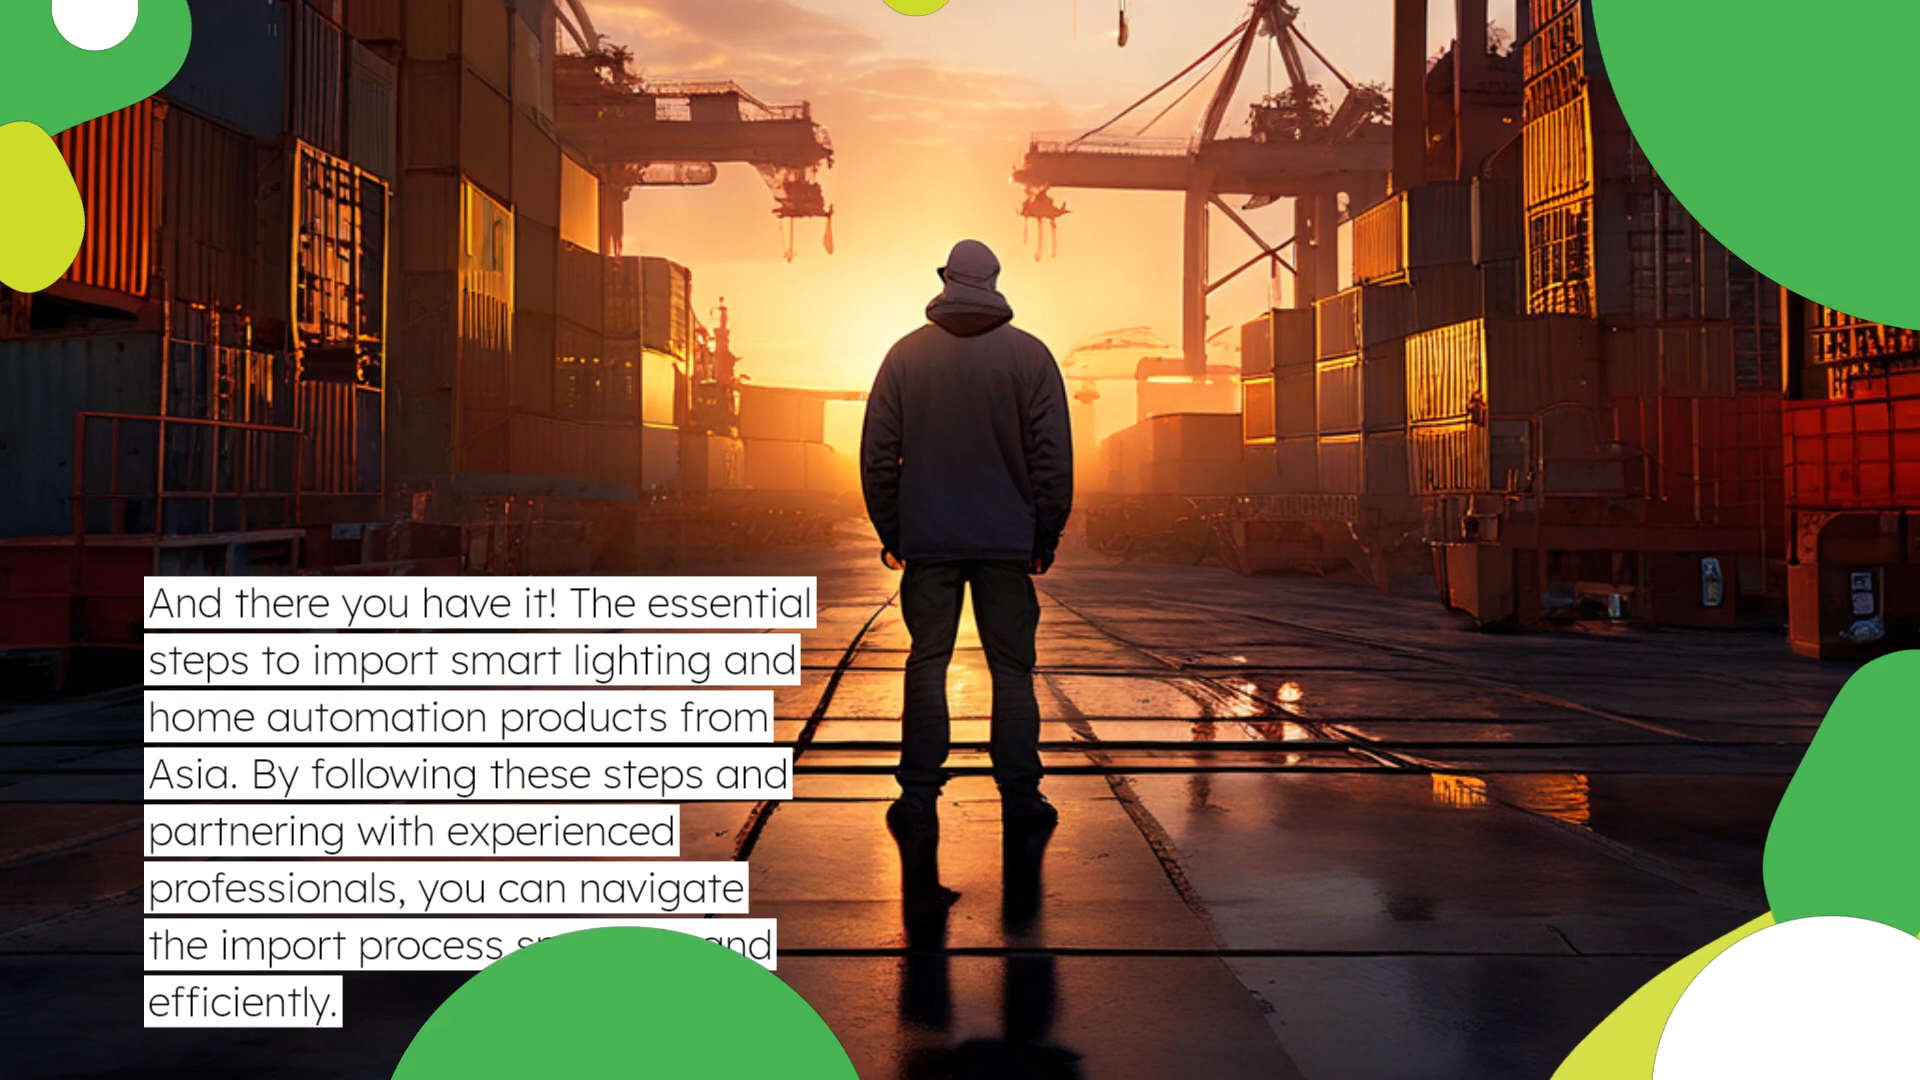 And there you have it! The essential
steps to import smart lighting and
home automation products from
Asia. By following these steps and
partnering with experienced
professionals, you can navigate
the import process and
efficiently.